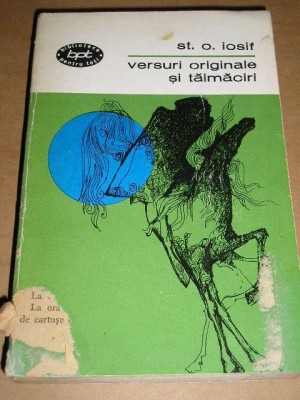 biblioteca
bpt
pentru toți
st. o. iosif
versuri originale
și tălmăciri
La
La ora
de cartușe